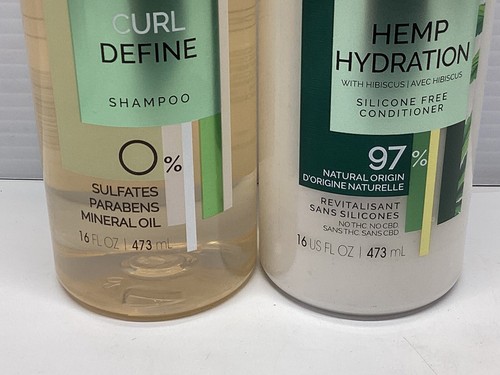 CURL
DEFINE
SHAMPOO
0%
SULFATES
PARABENS
MINERAL OIL
16 FL OZ | 473 mL
HEMP
HYDRATION
WITH HIBISCUS | AVEC HIBISCUS
SILICONE FREE
CONDITIONER
97%
NATURAL ORIGIN
D'ORIGINE NATURELLE
REVITALISANT
SANS SILICONES
NO THC. NO CBD.
SANS THC SANS CBD
16 US FL OZ | 473 mL